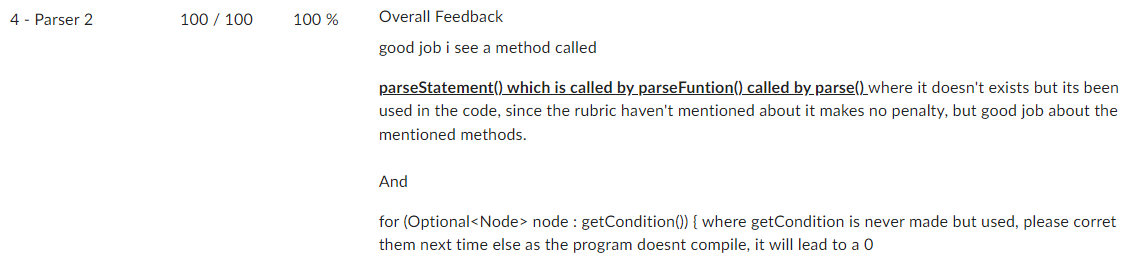 4 - Parser 2 100 / 100 100 % Overall Feedback
good job i see a method called
parseStatement() which is called by parseFuntion() called by parse() where it doesn't exists but its been
used in the code, since the rubric haven't mentioned about it makes no penalty, but good job about the
mentioned methods.
And
for (Optional<Node> node : getCondition()) { where getCondition is never made but used, please corret
them next time else as the program doesnt compile, it will lead to a 0